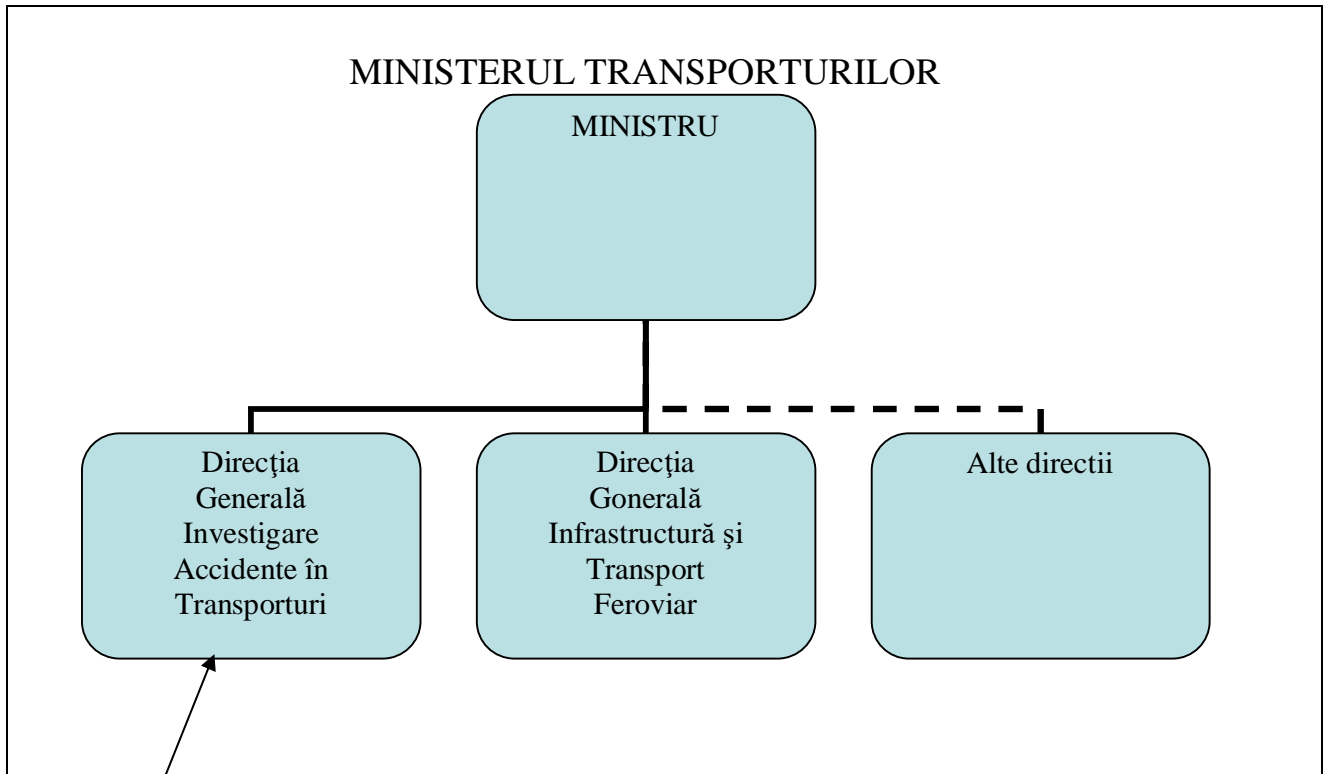 MINISTERUL TRANSPORTURILOR
MINISTRU
Direcţia
Generală
Investigare
Accidente în
Transporturi
Direcţia
Gonerală
Infrastructură şi
Transport
Feroviar
Alte directii